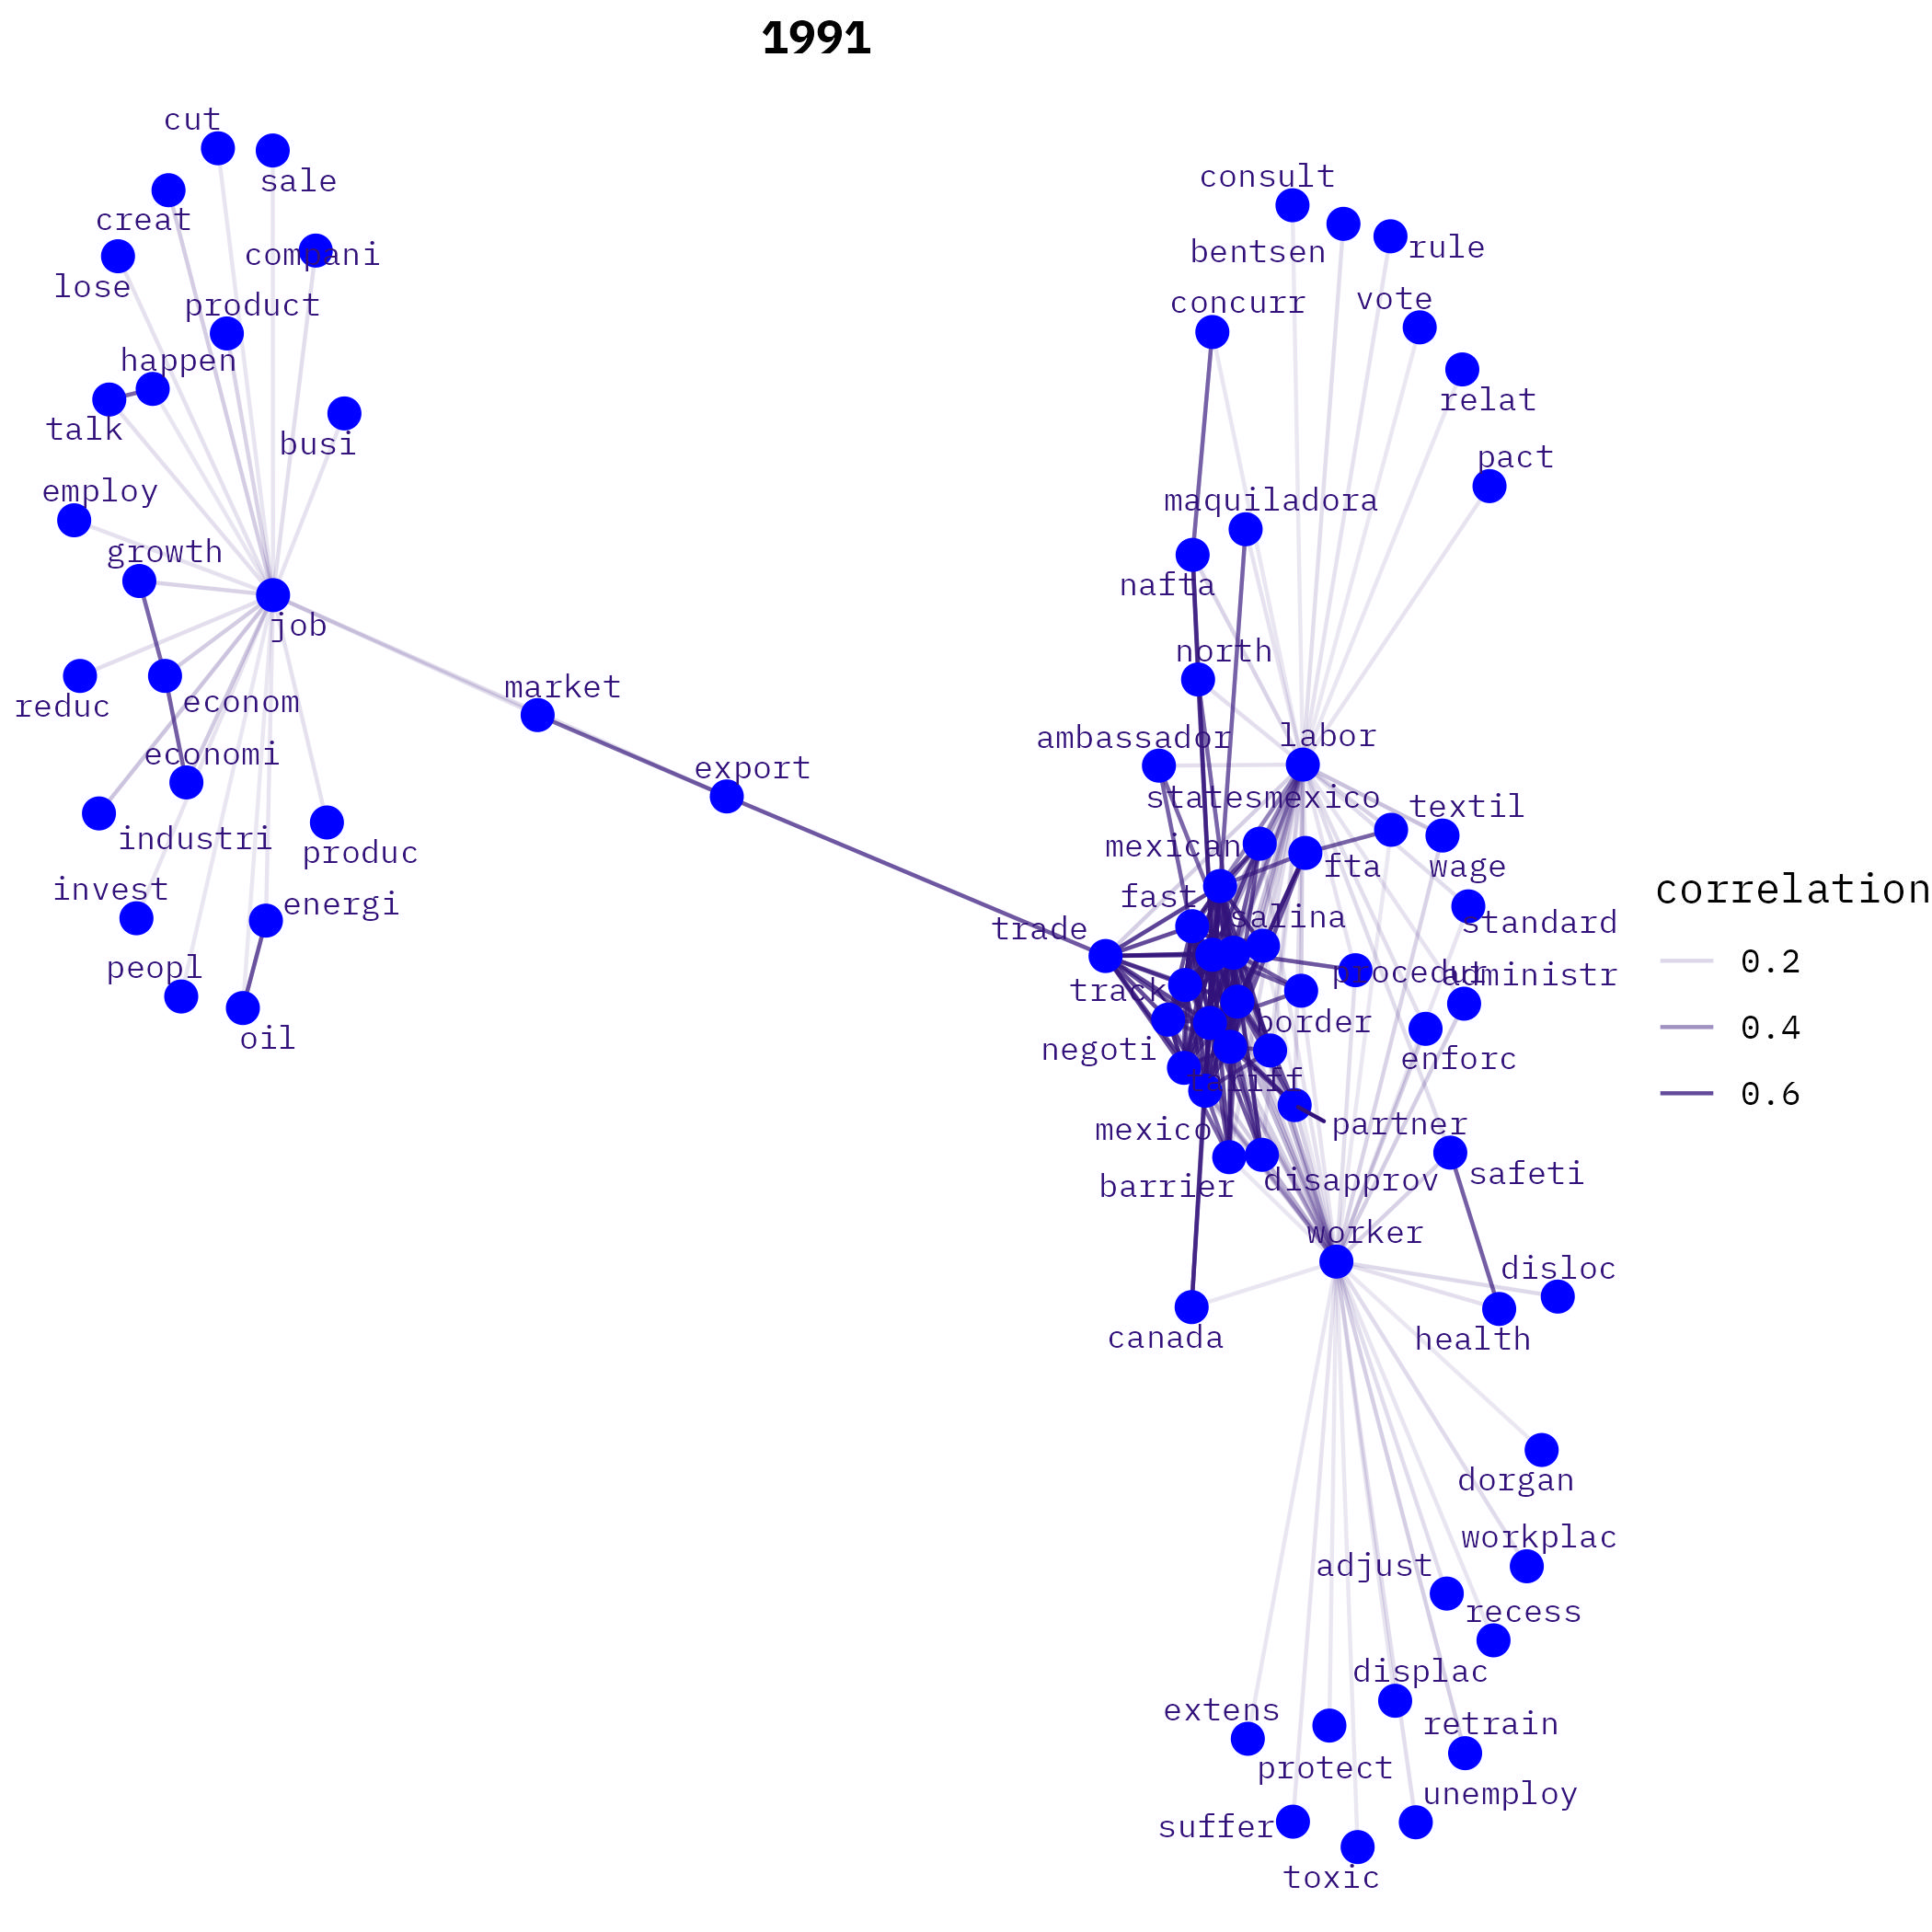 1991
cut
sale
creat
compani
lose
product
happen
talk
busi
employ
growth
job
reduc
econom
economi
industri
produc
invest
energi
peopl
oil
market
export
consult
bentsen
rule
concurr
vote
relat
pact
maquiladora
nafta
north
ambassador
labor
statesmexico
textil
mexican
fta
wage
fast
salina
standard
trade
procedur
administr
track
border
negoti
enforc
tariff
mexico
partner
barrier
disapprov
safeti
worker
disloc
canada
health
dorgan
workplac
adjust
recess
displac
extens
retrain
protect
unemploy
suffer
toxic
correlation
0.2
0.4
0.6